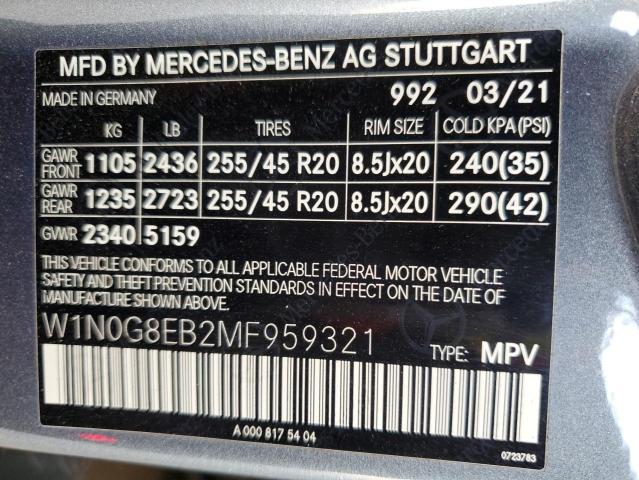 MFD BY MERCEDES-BENZ AG STUTTGART
MADE IN GERMANY 992 03/21
KG LB TIRES RIM SIZE COLD KPA(PSI)
GAWR FRONT 1105 2436 255/45 R20 8.5Jx20 240(35)
GAWR REAR 1235 2723 255/45 R20 8.5Jx20 290(42)
GVWR 2340 5159
THIS VEHICLE CONFORMS TO ALL APPLICABLE FEDERAL MOTOR VEHICLE
SAFETY AND THEFT PREVENTION STANDARDS IN EFFECT ON THE DATE OF
MANUFACTURE SHOWN ABOVE.
W1N0G8EB2MF959321 TYPE: MPV
A 000 817 54 04
0723783